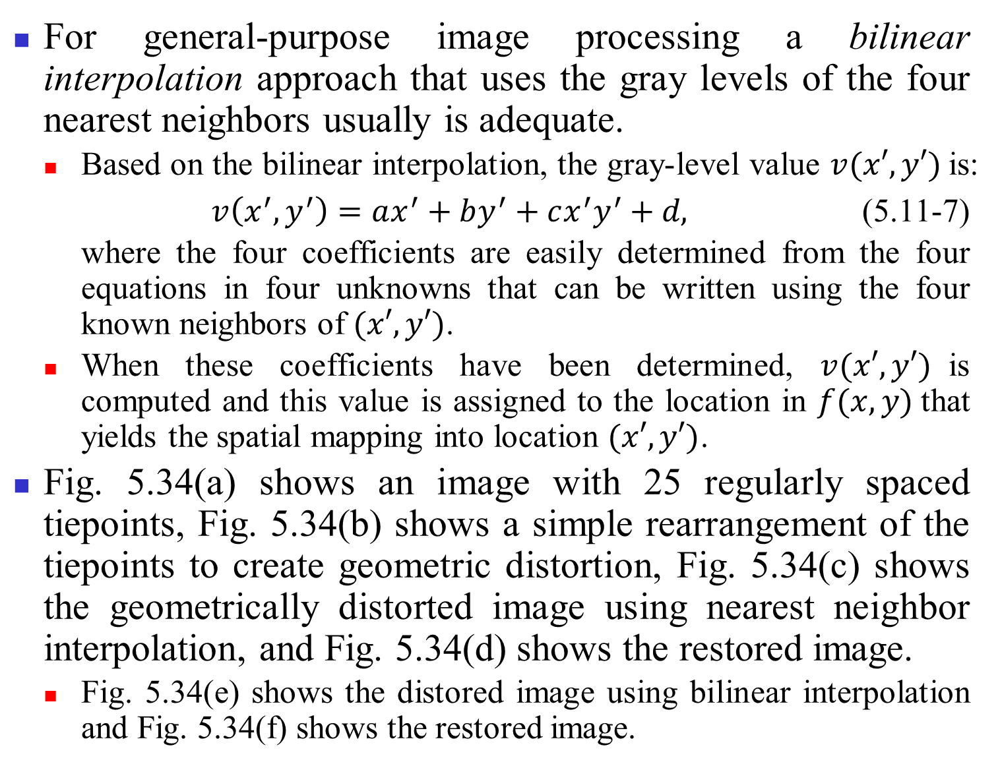 For general-purpose image processing a bilinear
interpolation approach that uses the gray levels of the four
nearest neighbors usually is adequate.
Based on the bilinear interpolation, the gray-level value v(x′, y′) is:
v(x′, y′) = ax′ + by′ + cx′y′ + d, (5.11-7)
where the four coefficients are easily determined from the four
equations in four unknowns that can be written using the four
known neighbors of (x′, y′).
When these coefficients have been determined, v(x′, y′) is
computed and this value is assigned to the location in f(x, y) that
yields the spatial mapping into location (x′, y′).
Fig. 5.34(a) shows an image with 25 regularly spaced
tiepoints, Fig. 5.34(b) shows a simple rearrangement of the
tiepoints to create geometric distortion, Fig. 5.34(c) shows
the geometrically distorted image using nearest neighbor
interpolation, and Fig. 5.34(d) shows the restored image.
Fig. 5.34(e) shows the distored image using bilinear interpolation
and Fig. 5.34(f) shows the restored image.